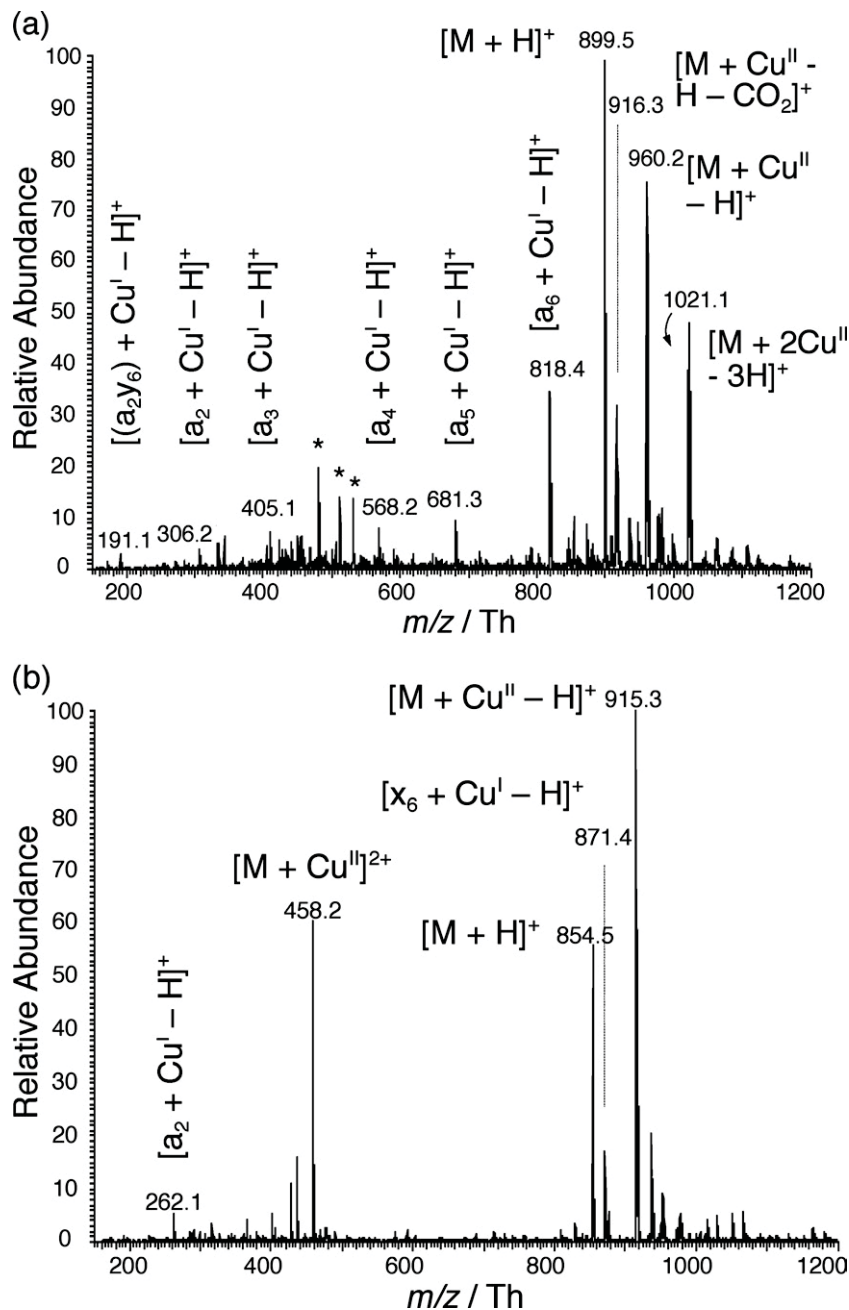 (a)
[M + H]⁺
899.5
[M + Cuᴵᴵ -
H – CO₂]⁺
916.3
960.2
[M + Cuᴵᴵ
– H]⁺
1021.1
[M + 2Cuᴵᴵ
- 3H]⁺
[(a₂y₆) + Cuᴵ – H]⁺
[a₂ + Cuᴵ – H]⁺
[a₃ + Cuᴵ – H]⁺
[a₄ + Cuᴵ – H]⁺
[a₅ + Cuᴵ – H]⁺
[a₆ + Cuᴵ – H]⁺
818.4
* * *
191.1 306.2 405.1 568.2 681.3
Relative Abundance
100
90
80
70
60
50
40
30
20
10
0
200 400 600 800 1000 1200
m/z / Th
(b)
[M + Cuᴵᴵ – H]⁺ 915.3
[x₆ + Cuᴵ – H]⁺
871.4
[M + Cuᴵᴵ]²⁺
458.2
[M + H]⁺ 854.5
[a₂ + Cuᴵ – H]⁺
262.1
Relative Abundance
100
90
80
70
60
50
40
30
20
10
0
200 400 600 800 1000 1200
m/z / Th